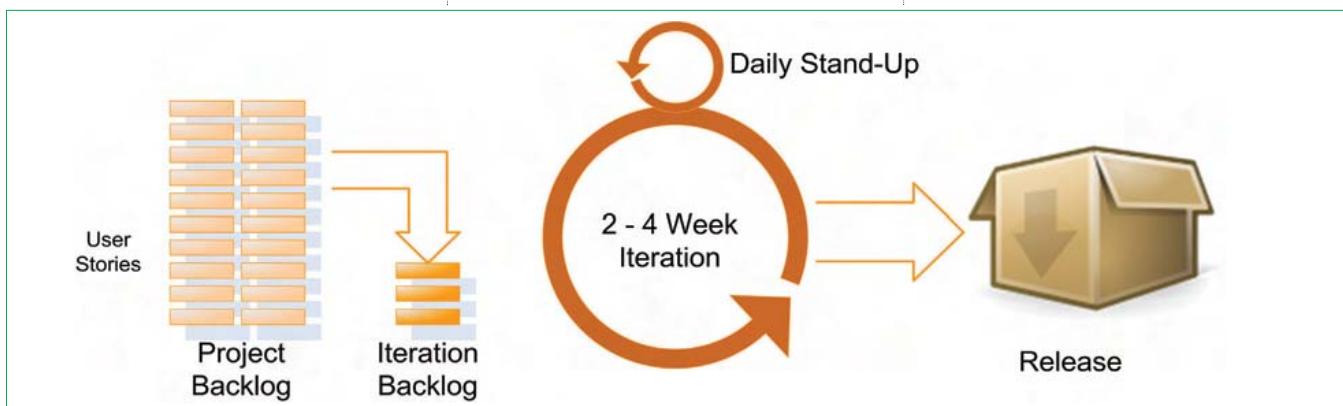 Daily Stand-Up
2 - 4 Week
Iteration
User
Stories
Project
Backlog
Iteration
Backlog
Release